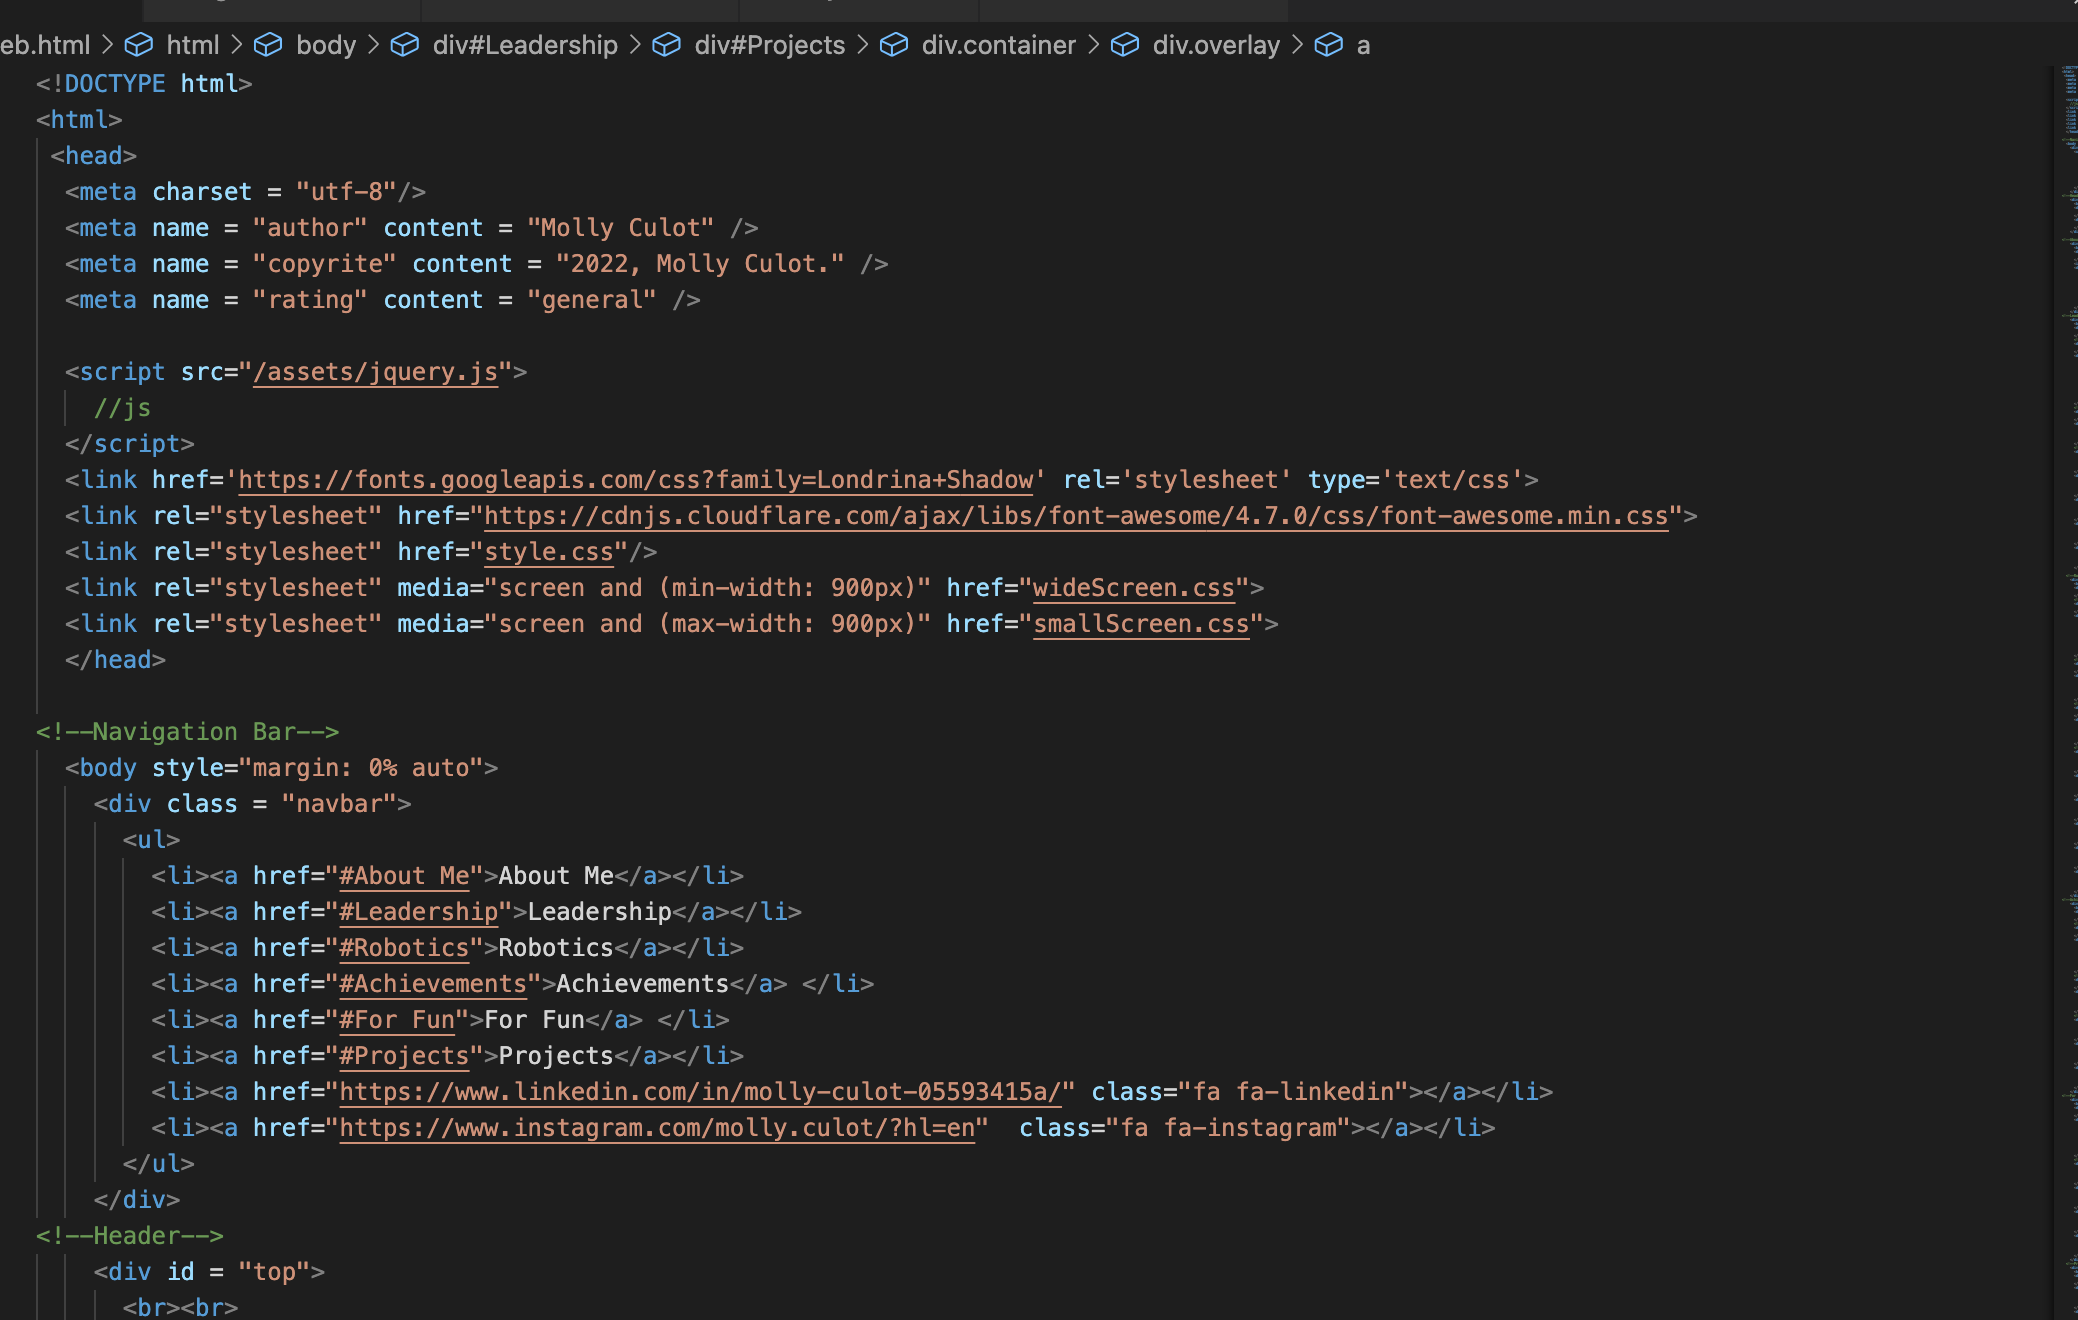 eb.html > html > body > div#Leadership > div#Projects > div.container > div.overlay > a
<!DOCTYPE html>
<html>
<head>
<meta charset = "utf-8"/>
<meta name = "author" content = "Molly Culot" />
<meta name = "copyrite" content = "2022, Molly Culot." />
<meta name = "rating" content = "general" />
<script src="/assets/jquery.js">
//js
</script>
<link href='https://fonts.googleapis.com/css?family=Londrina+Shadow' rel='stylesheet' type='text/css'>
<link rel="stylesheet" href="https://cdnjs.cloudflare.com/ajax/libs/font-awesome/4.7.0/css/font-awesome.min.css">
<link rel="stylesheet" href="style.css"/>
<link rel="stylesheet" media="screen and (min-width: 900px)" href="wideScreen.css">
<link rel="stylesheet" media="screen and (max-width: 900px)" href="smallScreen.css">
</head>
<!--Navigation Bar-->
<body style="margin: 0% auto">
<div class = "navbar">
<ul>
<li><a href="#About Me">About Me</a></li>
<li><a href="#Leadership">Leadership</a></li>
<li><a href="#Robotics">Robotics</a></li>
<li><a href="#Achievements">Achievements</a> </li>
<li><a href="#For Fun">For Fun</a> </li>
<li><a href="#Projects">Projects</a></li>
<li><a href="https://www.linkedin.com/in/molly-culot-05593415a/" class="fa fa-linkedin"></a></li>
<li><a href="https://www.instagram.com/molly.culot/?hl=en"  class="fa fa-instagram"></a></li>
</ul>
</div>
<!--Header-->
<div id = "top">
<br><br>